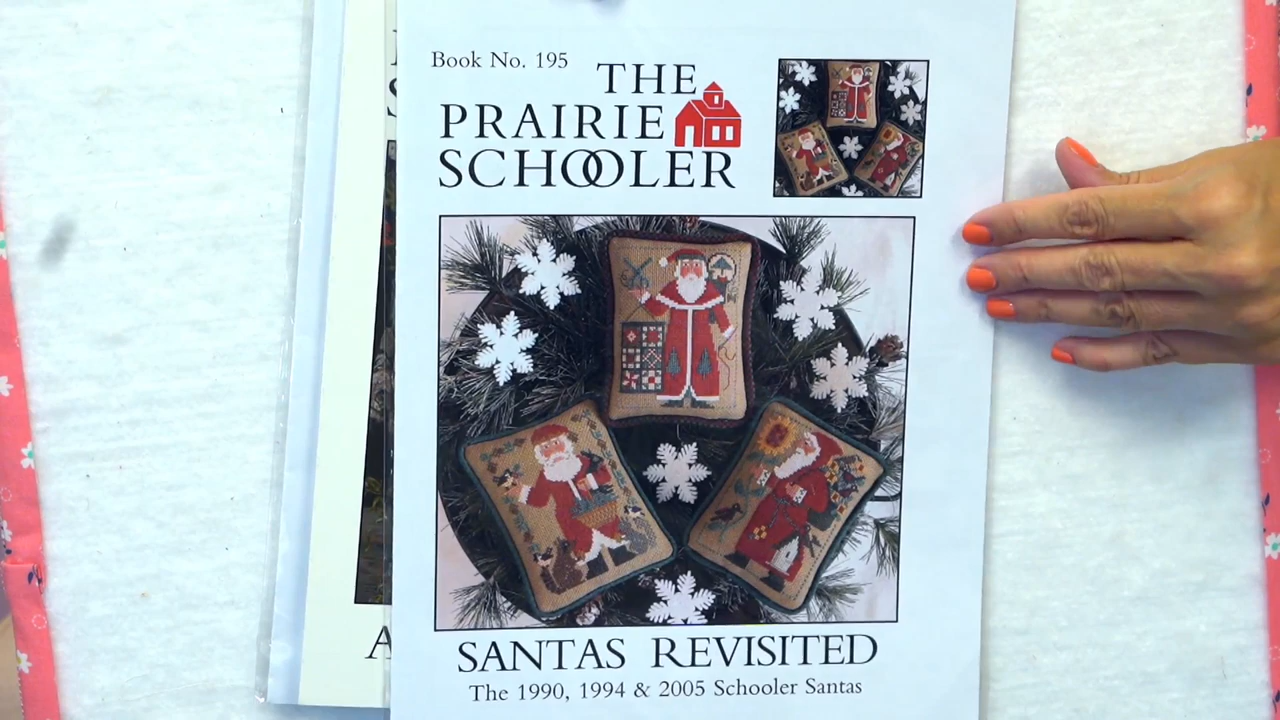 Book No. 195
THE
PRAIRIE
SCHOOLER
SANTAS REVISITED
The 1990, 1994 & 2005 Schooler Santas
A